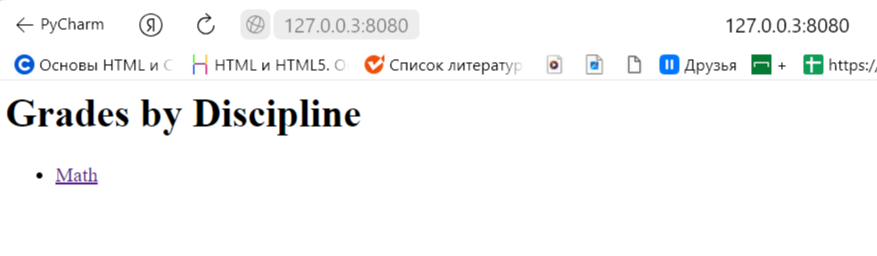 PyCharm 127.0.0.3:8080 127.0.0.3:8080
Основы HTML и HTML и HTML5. Список литератур Друзья + https:/
Grades by Discipline
Math